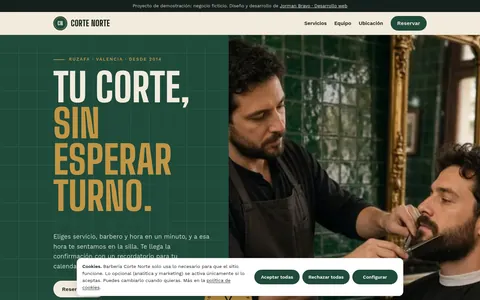 Proyecto de demostración: negocio ficticio. Diseño y desarrollo de Jorman Bravo · Desarrollo web
CN CORTE NORTE
Servicios Equipo Ubicación Reservar
RUZAFA · VALENCIA · DESDE 2014
TU CORTE,
SIN
ESPERAR
TURNO.
Eliges servicio, barbero y hora en un minuto, y a esa
hora te sentamos en la silla. Te llega la
confirmación con un recordatorio para tu
calenda
Reser
Cookies. Barbería Corte Norte solo usa lo necesario para que el sitio
funcione. Lo opcional (analítica y marketing) se activa únicamente si lo
aceptas. Puedes cambiarlo cuando quieras. Más en la política de
cookies.
Aceptar todas Rechazar todas Configurar